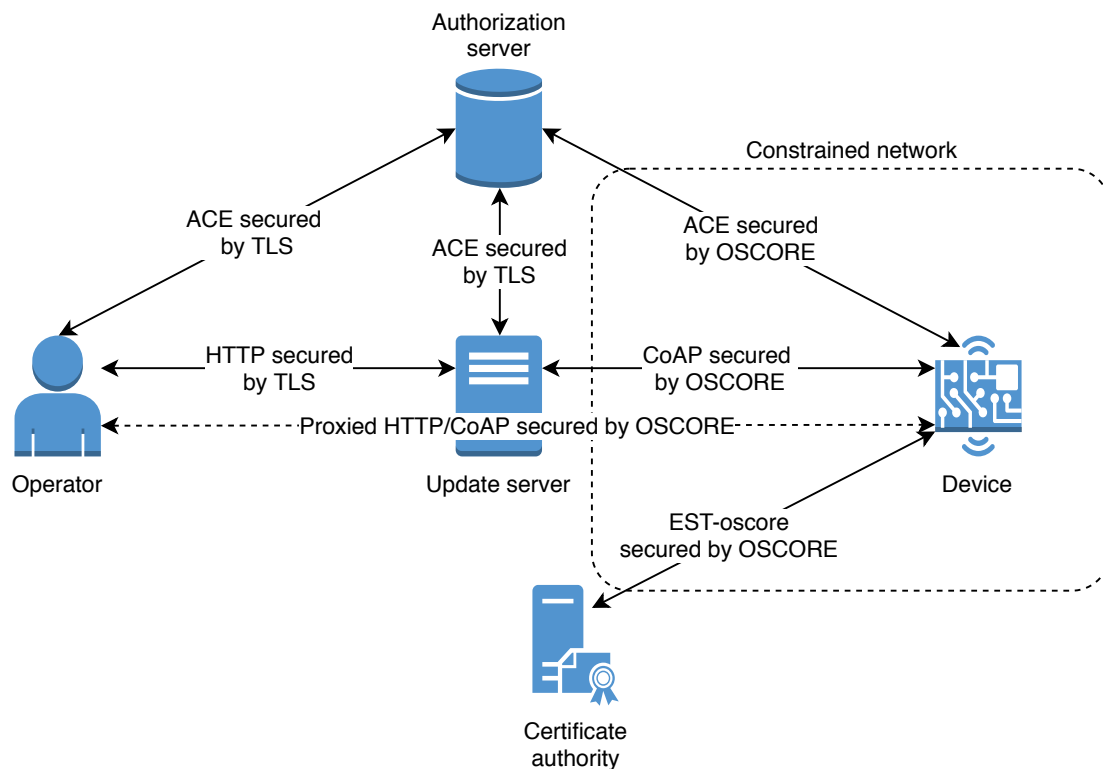 Authorization
server
Constrained network
ACE secured
by TLS
ACE secured
by TLS
ACE secured
by OSCORE
HTTP secured
by TLS
CoAP secured
by OSCORE
Proxied HTTP/CoAP secured by OSCORE
Operator
Update server
Device
EST-oscore
secured by OSCORE
Certificate
authority